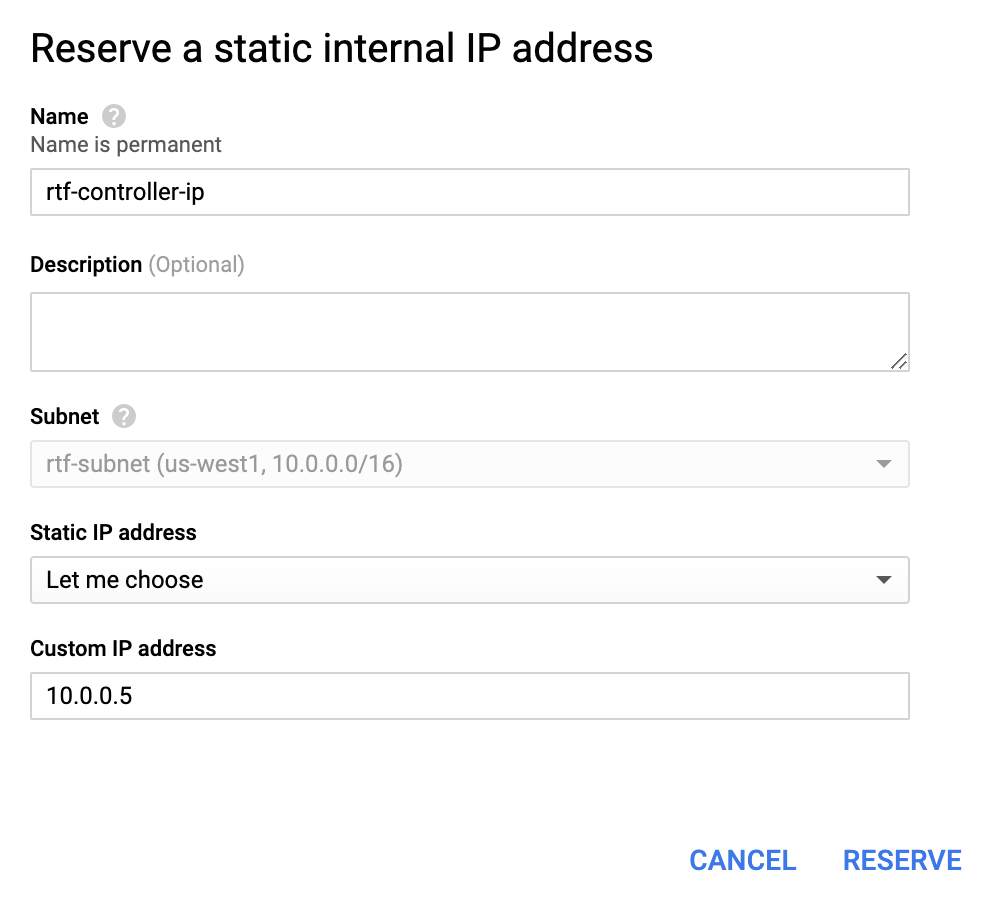 Reserve a static internal IP address
Name ?
Name is permanent
rtf-controller-ip
Description (Optional)
Subnet ?
rtf-subnet (us-west1, 10.0.0.0/16)
Static IP address
Let me choose
Custom IP address
10.0.0.5
CANCEL RESERVE